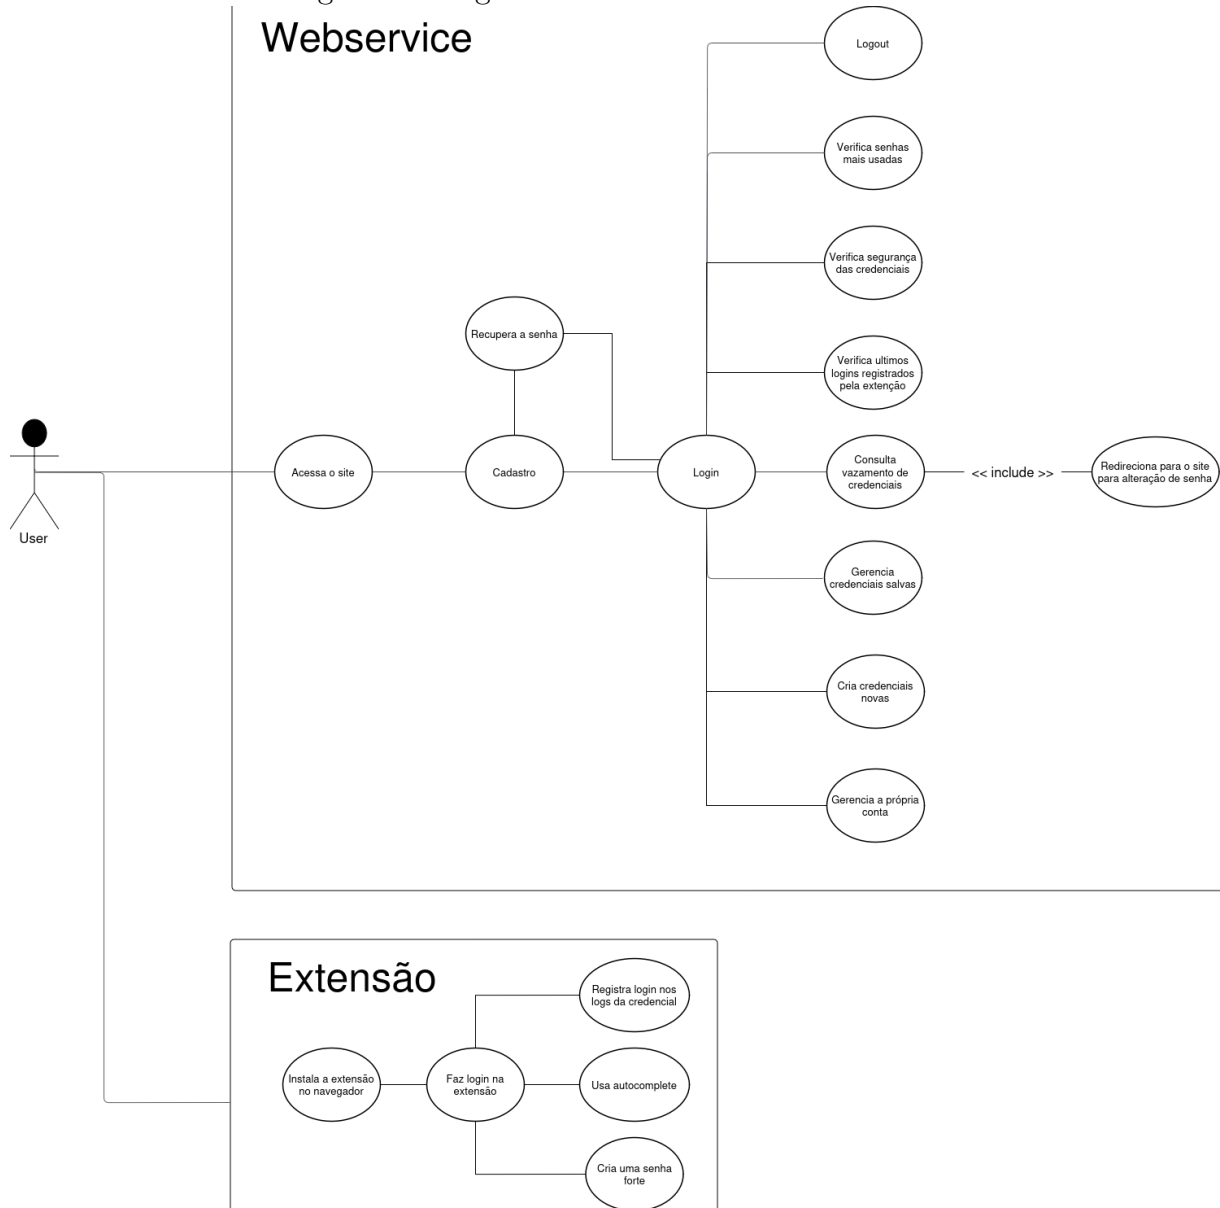 Webservice
Logout
Verifica senhas
mais usadas
Verifica segurança
das credenciais
Verifica ultimos
logins registrados
pela extenção
Recupera a senha
Acessa o site
Cadastro
Login
Consulta
vazamento de
credenciais
<< include >>
Redireciona para o site
para alteração de senha
User
Gerencia
credenciais salvas
Cria credenciais
novas
Gerencia a própria
conta
Extensão
Registra login nos
logs da credencial
Instala a extensão
no navegador
Faz login na
extensão
Usa autocomplete
Cria uma senha
forte